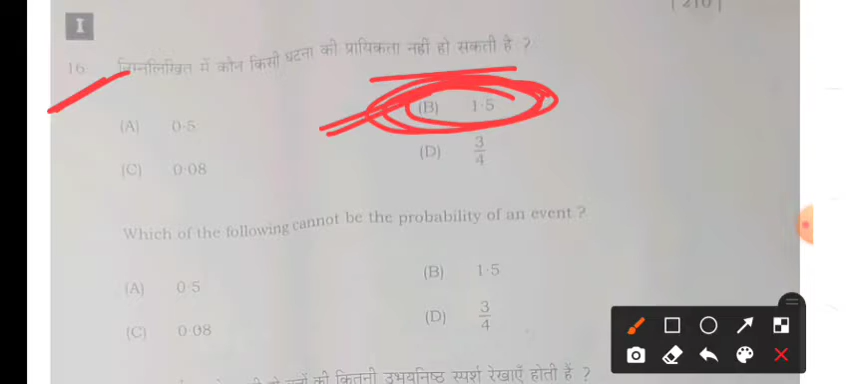 I
[ 210 ]
16. निम्नलिखित में कौन किसी घटना की प्रायिकता नहीं हो सकती है ?
(A) 0·5
(B) 1·5
(C) 0·08
(D) 3/4
Which of the following cannot be the probability of an event ?
(A) 0·5
(B) 1·5
(C) 0·08
(D) 3/4
की कितनी उभयनिष्ठ स्पर्श रेखाएँ होती हैं ?